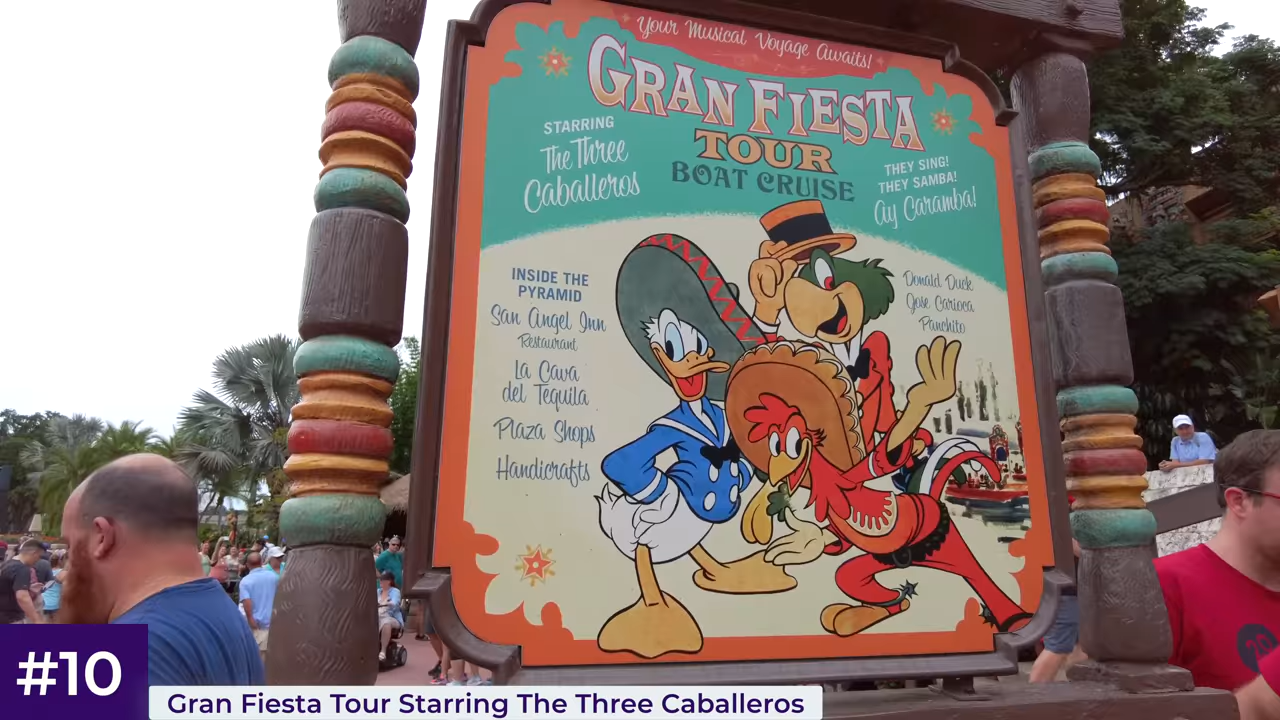 Your Musical Voyage Awaits!
GRAN FIESTA
TOUR
BOAT CRUISE
STARRING
The Three
Caballeros
THEY SING!
THEY SAMBA!
Ay Caramba!
INSIDE THE
PYRAMID
San Angel Inn
Restaurant
La Cava
del Tequila
Plaza Shops
Handicrafts
Donald Duck
Jose Carioca
Panchito
#10
Gran Fiesta Tour Starring The Three Caballeros